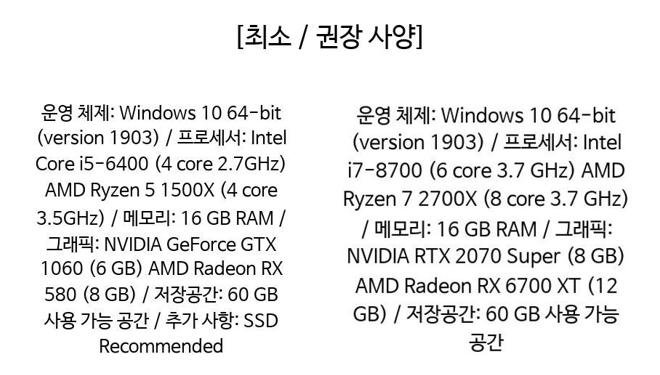 [최소 / 권장 사양]
운영 체제: Windows 10 64-bit
(version 1903) / 프로세서: Intel
Core i5-6400 (4 core 2.7GHz)
AMD Ryzen 5 1500X (4 core
3.5GHz) / 메모리: 16 GB RAM /
그래픽: NVIDIA GeForce GTX
1060 (6 GB) AMD Radeon RX
580 (8 GB) / 저장공간: 60 GB
사용 가능 공간 / 추가 사항: SSD
Recommended
운영 체제: Windows 10 64-bit
(version 1903) / 프로세서: Intel
i7-8700 (6 core 3.7 GHz) AMD
Ryzen 7 2700X (8 core 3.7 GHz)
/ 메모리: 16 GB RAM / 그래픽:
NVIDIA RTX 2070 Super (8 GB)
AMD Radeon RX 6700 XT (12
GB) / 저장공간: 60 GB 사용 가능
공간